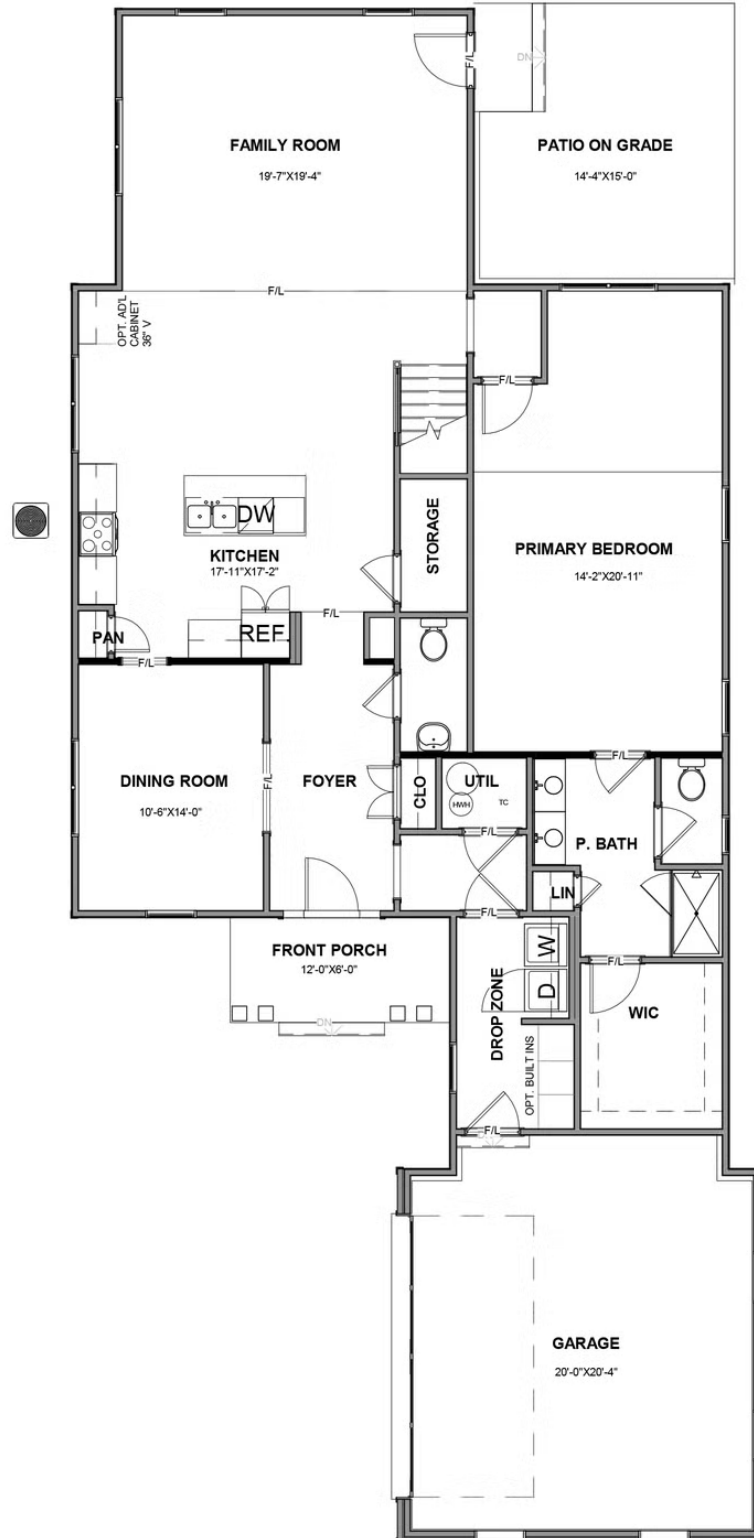 F/L
DN
FAMILY ROOM
19'-7"X19'-4"
PATIO ON GRADE
14'-4"X15'-0"
F/L
OPT. AD'L
CABINET
36" V
F/L
DW
STORAGE
KITCHEN
17'-11"X17'-2"
PRIMARY BEDROOM
14'-2"X20'-11"
F/L
PAN
REF.
F/L
F/L
F/L
DINING ROOM
10'-6"X14'-0"
FOYER
CLO
UTIL
HWH
TC
F/L
P. BATH
LIN
F/L
FRONT PORCH
12'-0"X6'-0"
DN
W
D
DROP ZONE
F/L
WIC
OPT. BUILT INS
F/L
DN
GARAGE
20'-0"X20'-4"